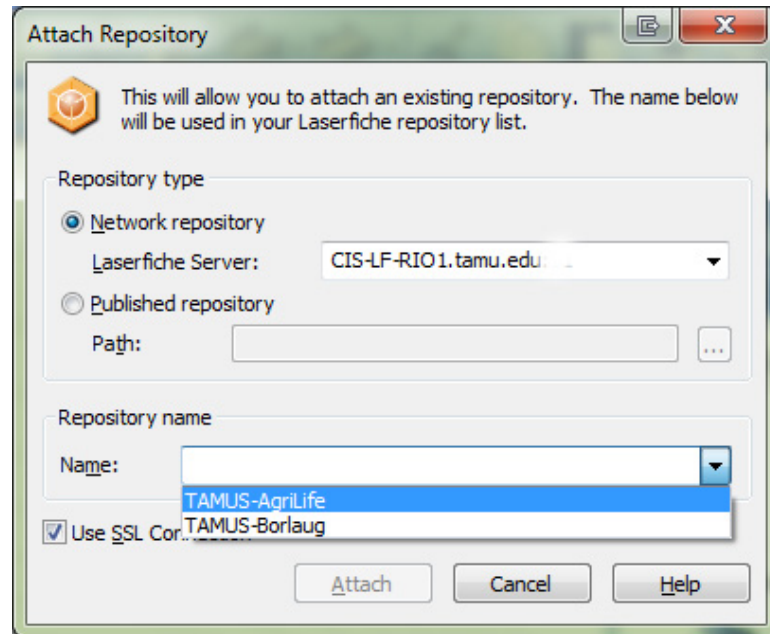 Attach Repository
This will allow you to attach an existing repository. The name below
will be used in your Laserfiche repository list.
Repository type
Network repository
Laserfiche Server: CIS-LF-RIO1.tamu.edu
Published repository
Path: ...
Repository name
Name:
TAMUS-AgriLife
TAMUS-Borlaug
Use SSL
Attach Cancel Help